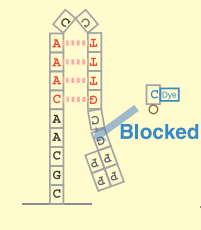 C C
A T
A T
A T
C G C Dye
A C
A G Blocked
C P P
G P P
C